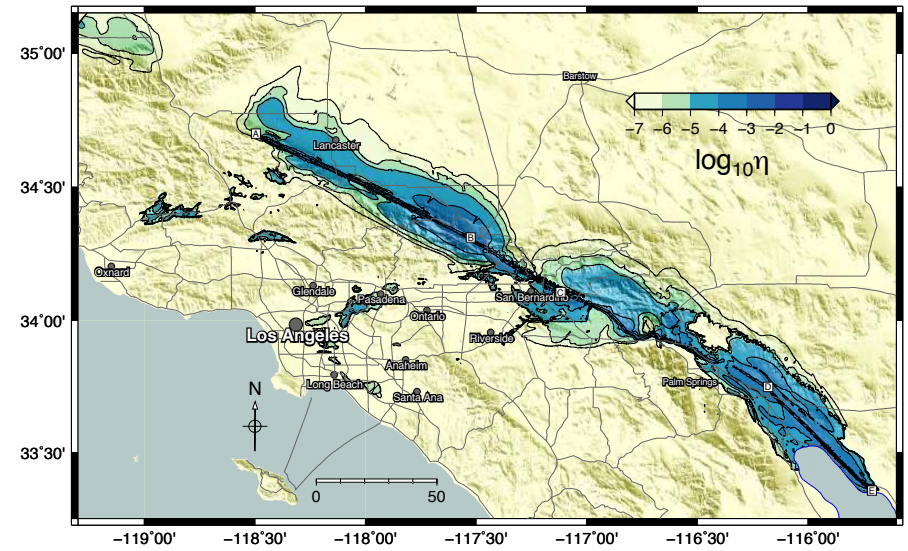 35°00'
34°30'
34°00'
33°30'
−119°00'
−118°30'
−118°00'
−117°30'
−117°00'
−116°30'
−116°00'
Barstow
−7 −6 −5 −4 −3 −2 −1 0
log₁₀η
A
Lancaster
B
Oxnard
Glendale
Pasadena
San Bernardino
C
Ontario
Los Angeles
Riverside
Anaheim
Long Beach
Santa Ana
Palm Springs
D
E
N
0 50